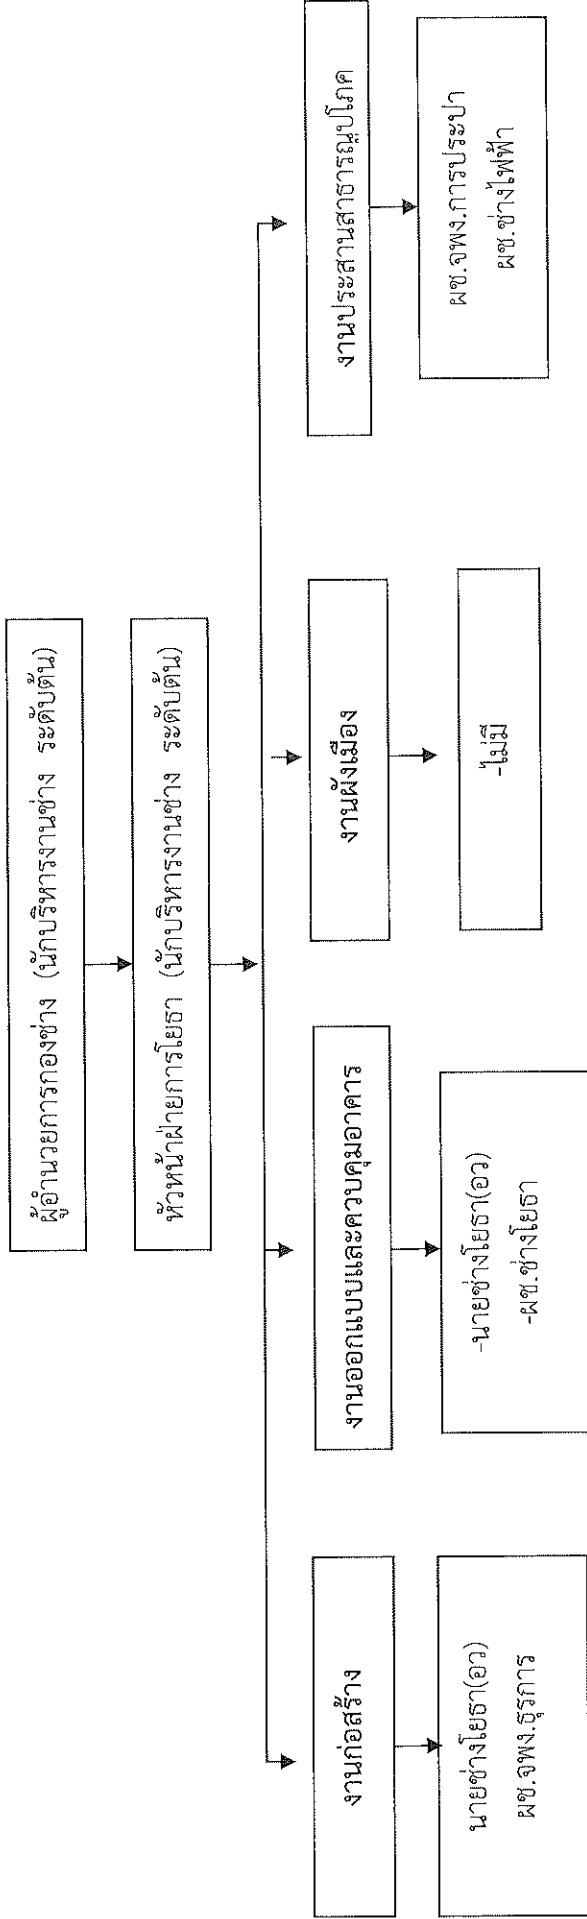 ผู้อำนวยการกองช่าง (นักบริหารงานช่าง ระดับต้น)
หัวหน้าฝ่ายการโยธา (นักบริหารงานช่าง ระดับต้น)
งานก่อสร้าง
งานออกแบบและควบคุมอาคาร
งานผังเมือง
งานประสานสาธารณูปโภค
นายช่างโยธา(อว)
ผช.จพง.ธุรการ
-นายช่างโยธา(อว)
-ผช.ช่างโยธา
-ไม่มี
ผช.จพง.การประปา
ผช.ช่างไฟฟ้า